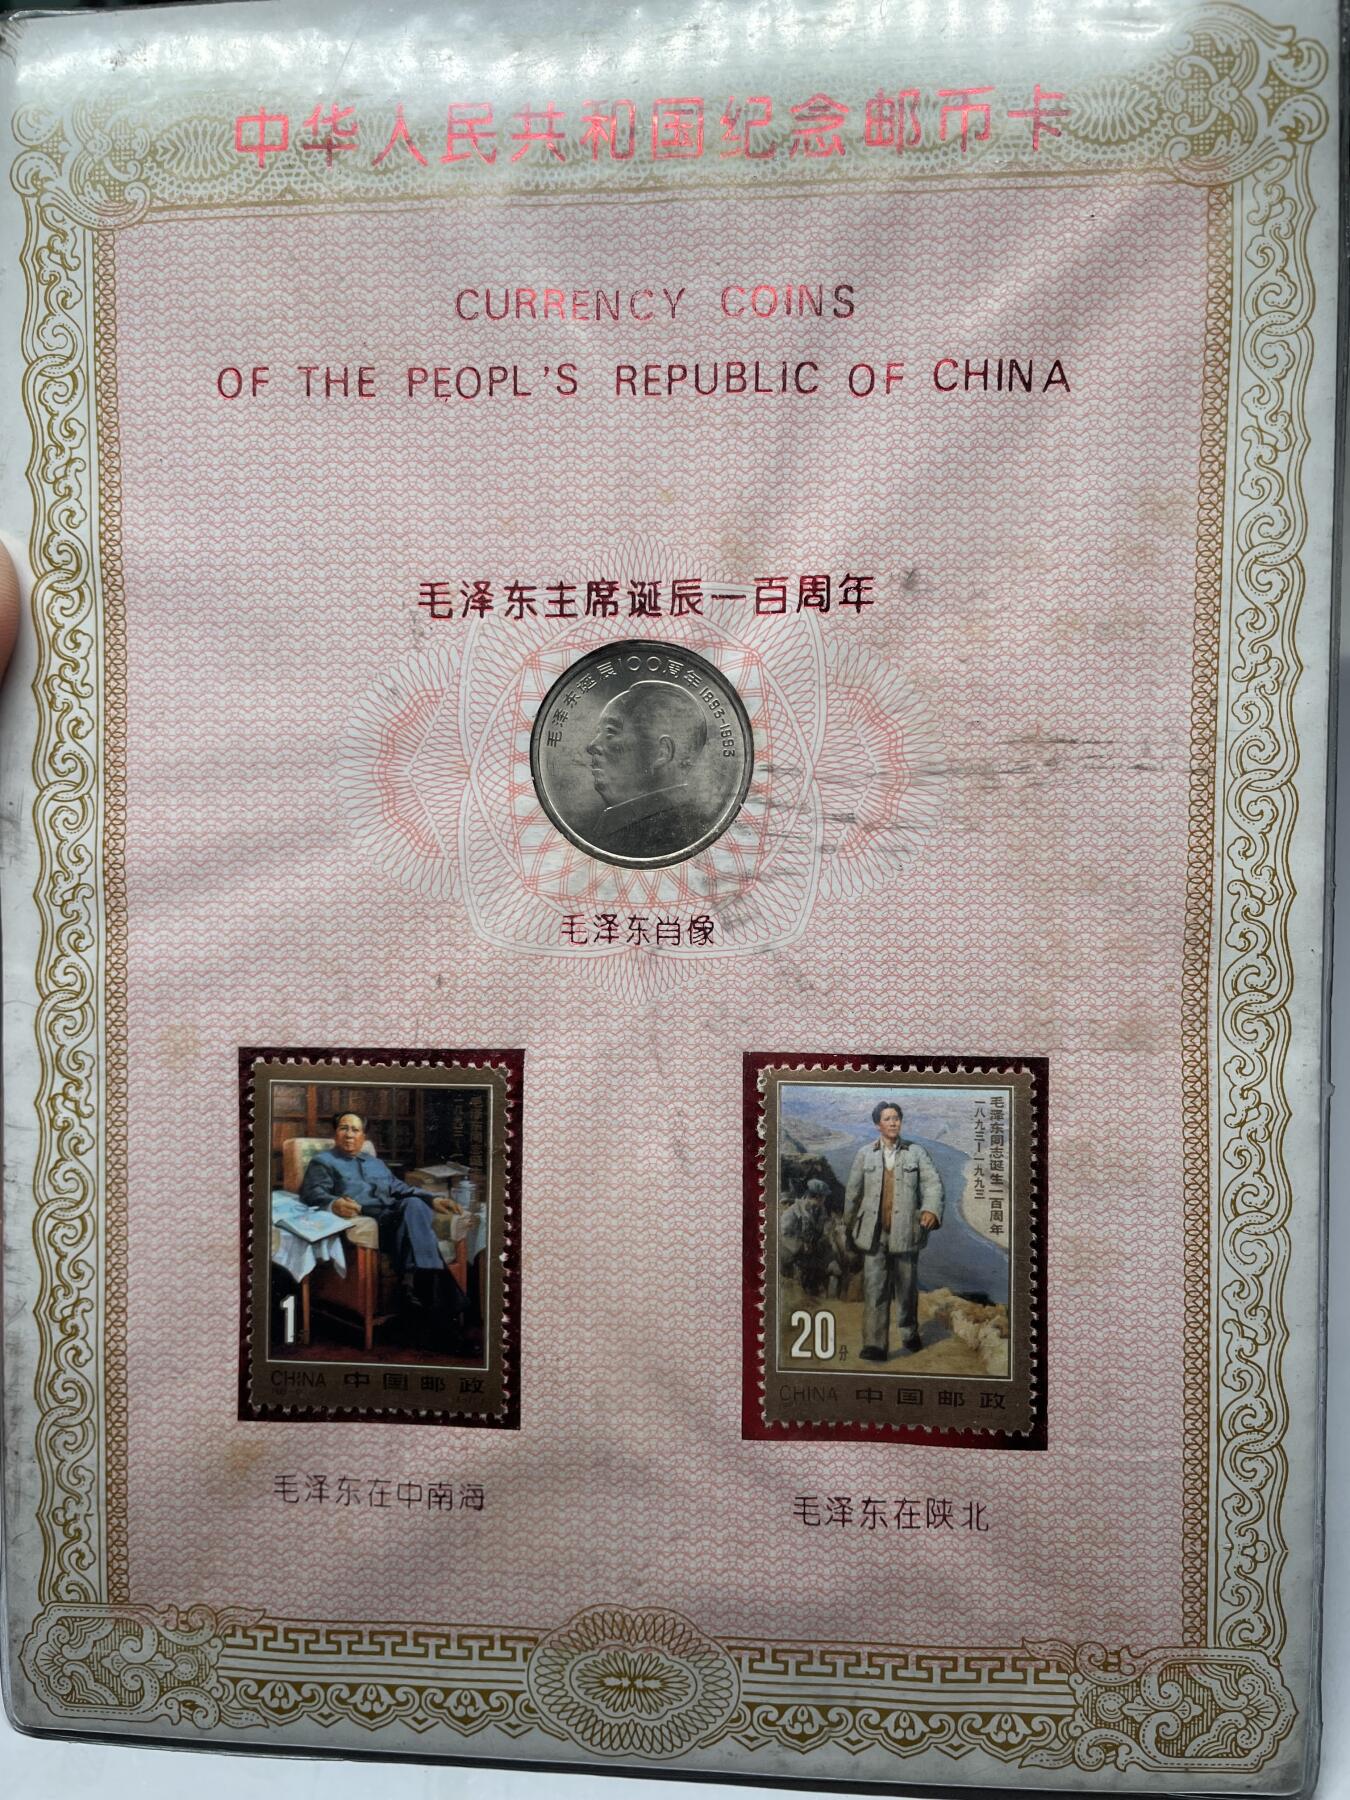 中华人民共和国纪念邮币卡
CURRENCY COINS
OF THE PEOPL'S REPUBLIC OF CHINA
毛泽东主席诞辰一百周年
毛泽东诞辰100周年1893-1993
毛泽东肖像
1
CHINA 中国邮政
毛泽东同志诞生一百周年
一八九三—一九九三
20分
CHINA 中国邮政
毛泽东在中南海
毛泽东在陕北